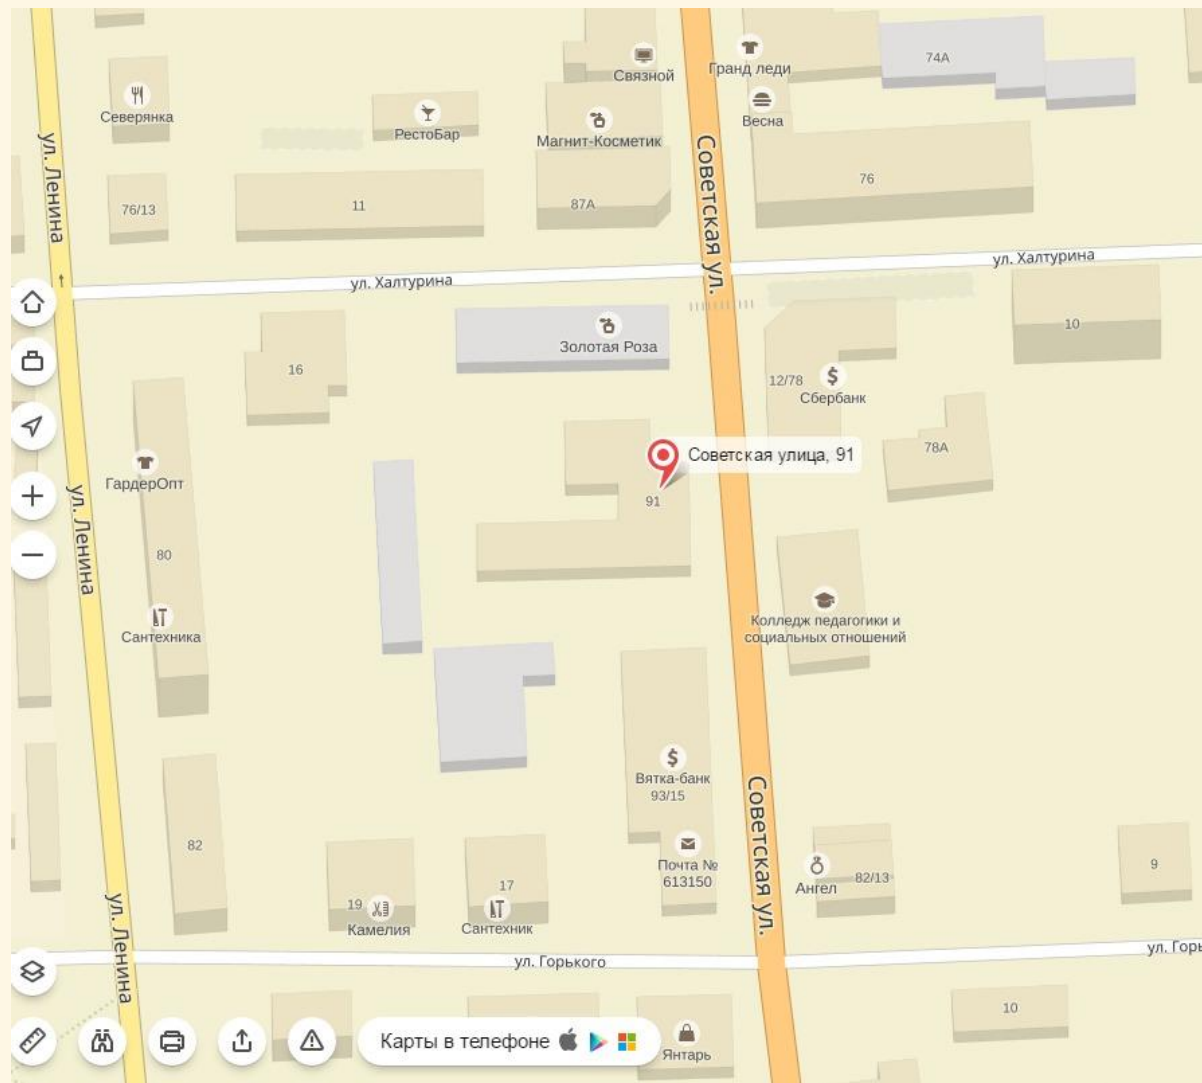 Связной
Гранд леди
74А
Северянка
РестоБар
Магнит-Косметик
Весна
ул. Ленина
Советская ул.
76/13
11
87А
76
ул. Халтурина
ул. Халтурина
Золотая Роза
10
16
12/78
Сбербанк
78А
Советская улица, 91
ГардерОпт
91
ул. Ленина
80
Сантехника
Колледж педагогики и
социальных отношений
Вятка-банк
93/15
Советская ул.
82
Почта №
613150
Ангел
82/13
9
17
19
Камелия
Сантехник
ул. Ленина
ул. Горького
ул. Горь
10
Карты в телефоне
Янтарь